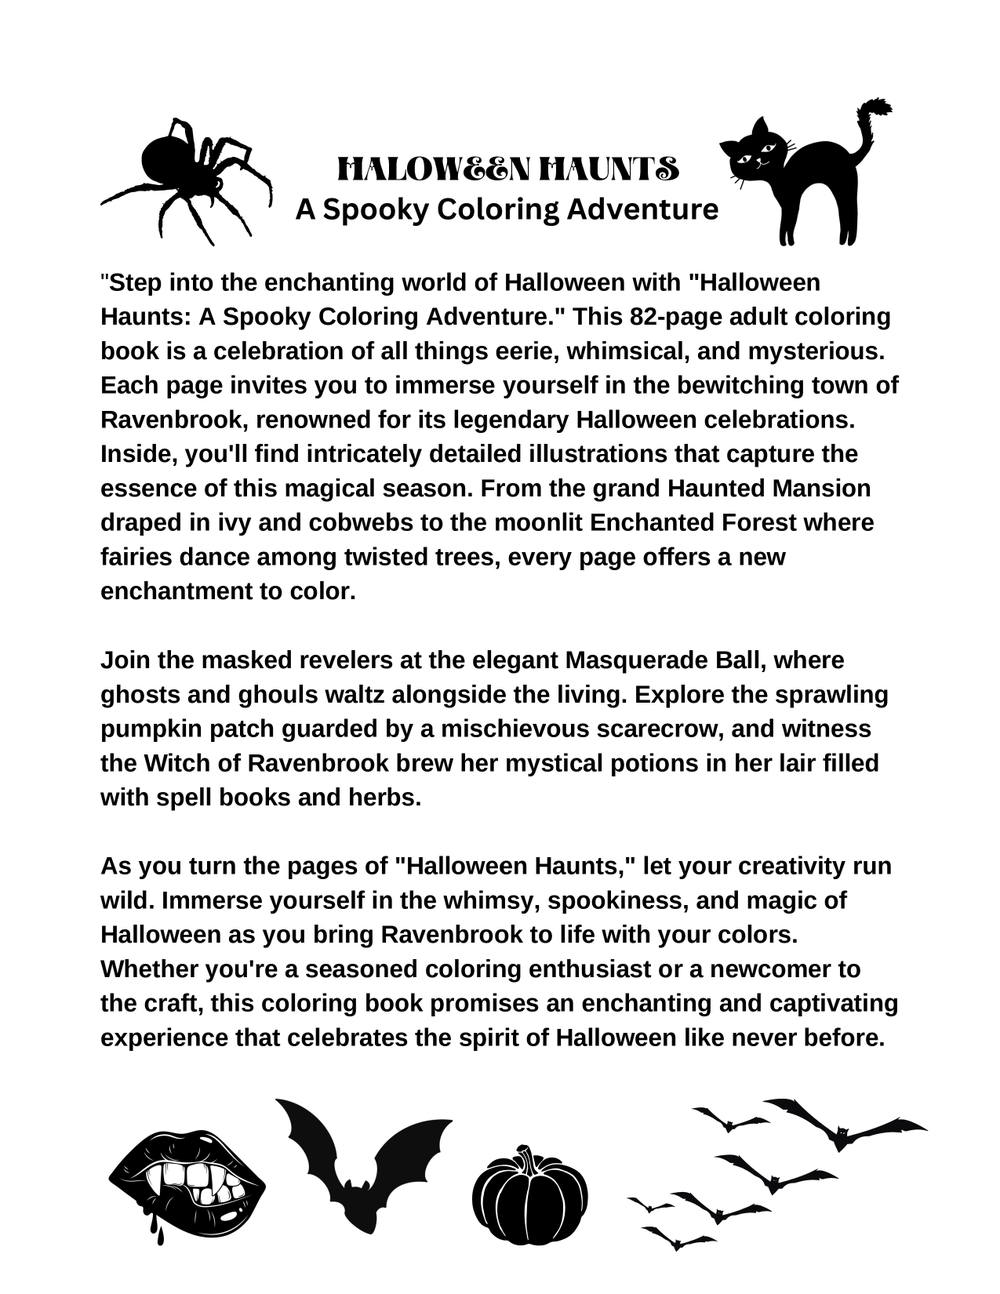 HALOWEEN HAUNTS
A Spooky Coloring Adventure
"Step into the enchanting world of Halloween with "Halloween
Haunts: A Spooky Coloring Adventure." This 82-page adult coloring
book is a celebration of all things eerie, whimsical, and mysterious.
Each page invites you to immerse yourself in the bewitching town of
Ravenbrook, renowned for its legendary Halloween celebrations.
Inside, you'll find intricately detailed illustrations that capture the
essence of this magical season. From the grand Haunted Mansion
draped in ivy and cobwebs to the moonlit Enchanted Forest where
fairies dance among twisted trees, every page offers a new
enchantment to color.
Join the masked revelers at the elegant Masquerade Ball, where
ghosts and ghouls waltz alongside the living. Explore the sprawling
pumpkin patch guarded by a mischievous scarecrow, and witness
the Witch of Ravenbrook brew her mystical potions in her lair filled
with spell books and herbs.
As you turn the pages of "Halloween Haunts," let your creativity run
wild. Immerse yourself in the whimsy, spookiness, and magic of
Halloween as you bring Ravenbrook to life with your colors.
Whether you're a seasoned coloring enthusiast or a newcomer to
the craft, this coloring book promises an enchanting and captivating
experience that celebrates the spirit of Halloween like never before.